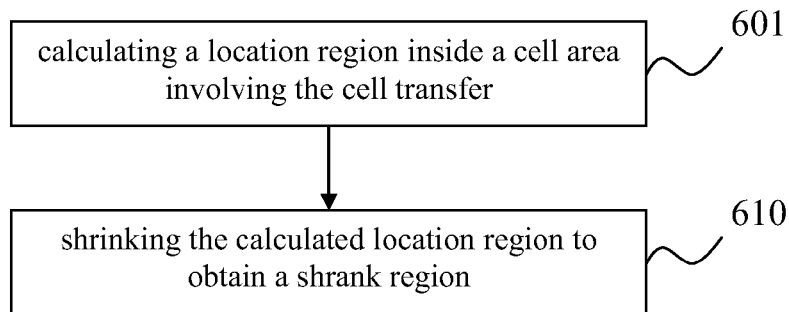 calculating a location region inside a cell area
involving the cell transfer
601
shrinking the calculated location region to
obtain a shrank region
610